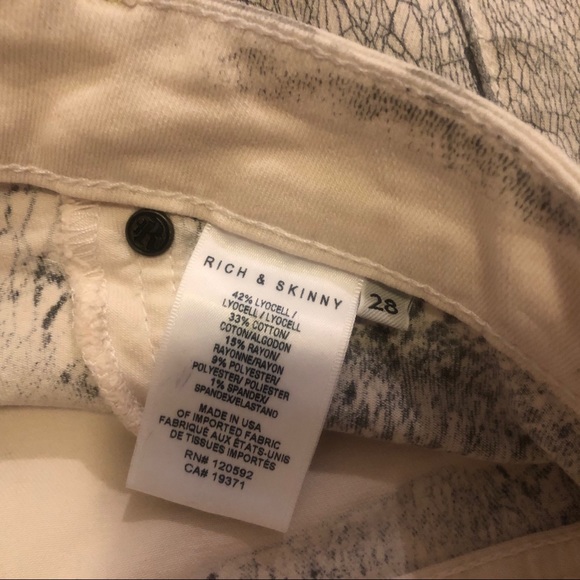 RICH & SKINNY
42% LYOCELL/
LYOCELL / LYOCELL
33% COTTON/
COTON/ALGODON
15% RAYON/
RAYONNE/RAYON
9% POLYESTER/
POLYESTER/ POLIESTER
1% SPANDEX/
SPANDEX/ELASTANO
MADE IN USA
OF IMPORTED FABRIC
FABRIQUE AUX ÉTATS-UNIS
DE TISSUES IMPORTÉS
RN# 120592
CA# 19371
28